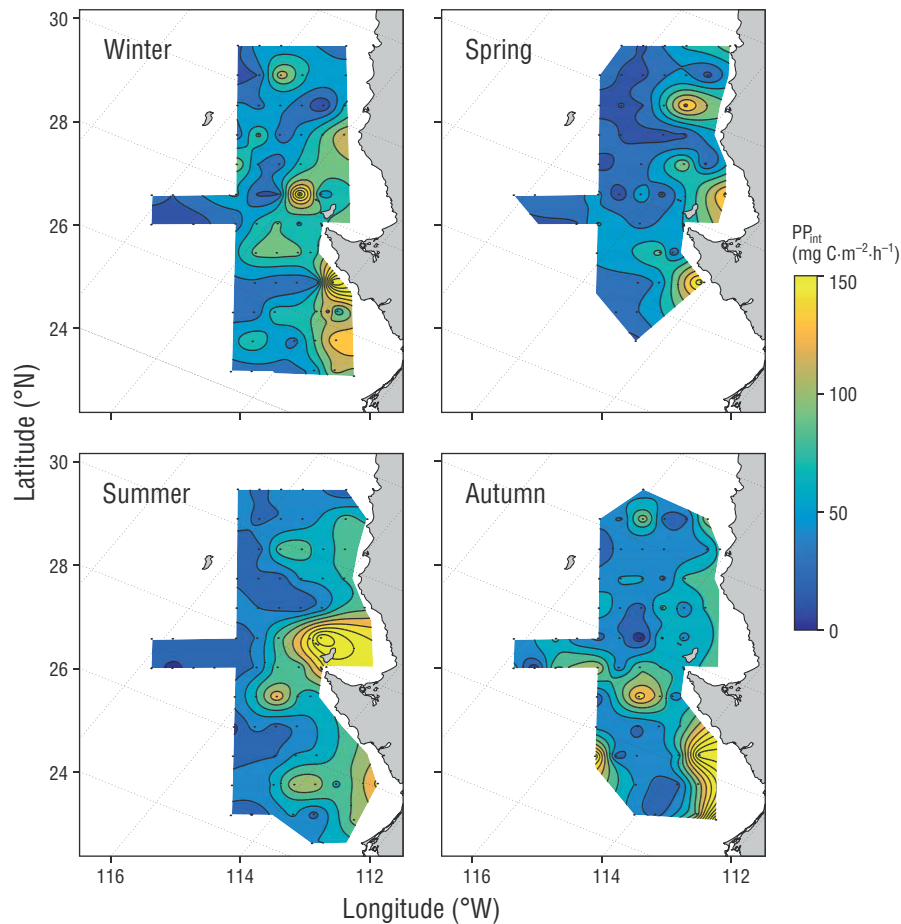 30
28
26
24
Winter
Spring
PPint
(mg C·m−2·h−1)
150
100
50
0
Latitude (°N)
30
28
26
24
Summer
Autumn
116
114
112
116
114
112
Longitude (°W)